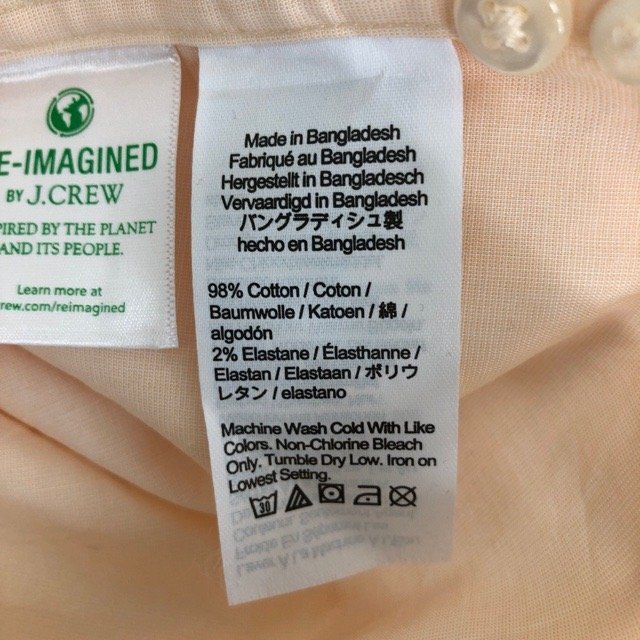 E-IMAGINED
BY J.CREW
PIRED BY THE PLANET
AND ITS PEOPLE.
Learn more at
rew.com/reimagined
Made in Bangladesh
Fabriqué au Bangladesh
Hergestellt in Bangladesch
Vervaardigd in Bangladesh
バングラディシュ製
hecho en Bangladesh
98% Cotton / Coton /
Baumwolle / Katoen / 綿 /
algodón
2% Elastane / Élasthanne /
Elastan / Elastaan / ポリウ
レタン / elastano
Machine Wash Cold With Like
Colors. Non-Chlorine Bleach
Only. Tumble Dry Low. Iron on
Lowest Setting.
30